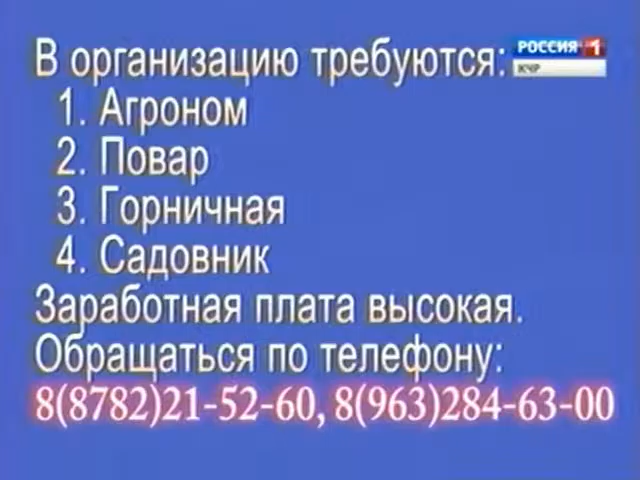 В организацию требуются:
РОССИЯ 1
КЧР
1. Агроном
2. Повар
3. Горничная
4. Садовник
Заработная плата высокая.
Обращаться по телефону:
8(8782)21-52-60, 8(963)284-63-00